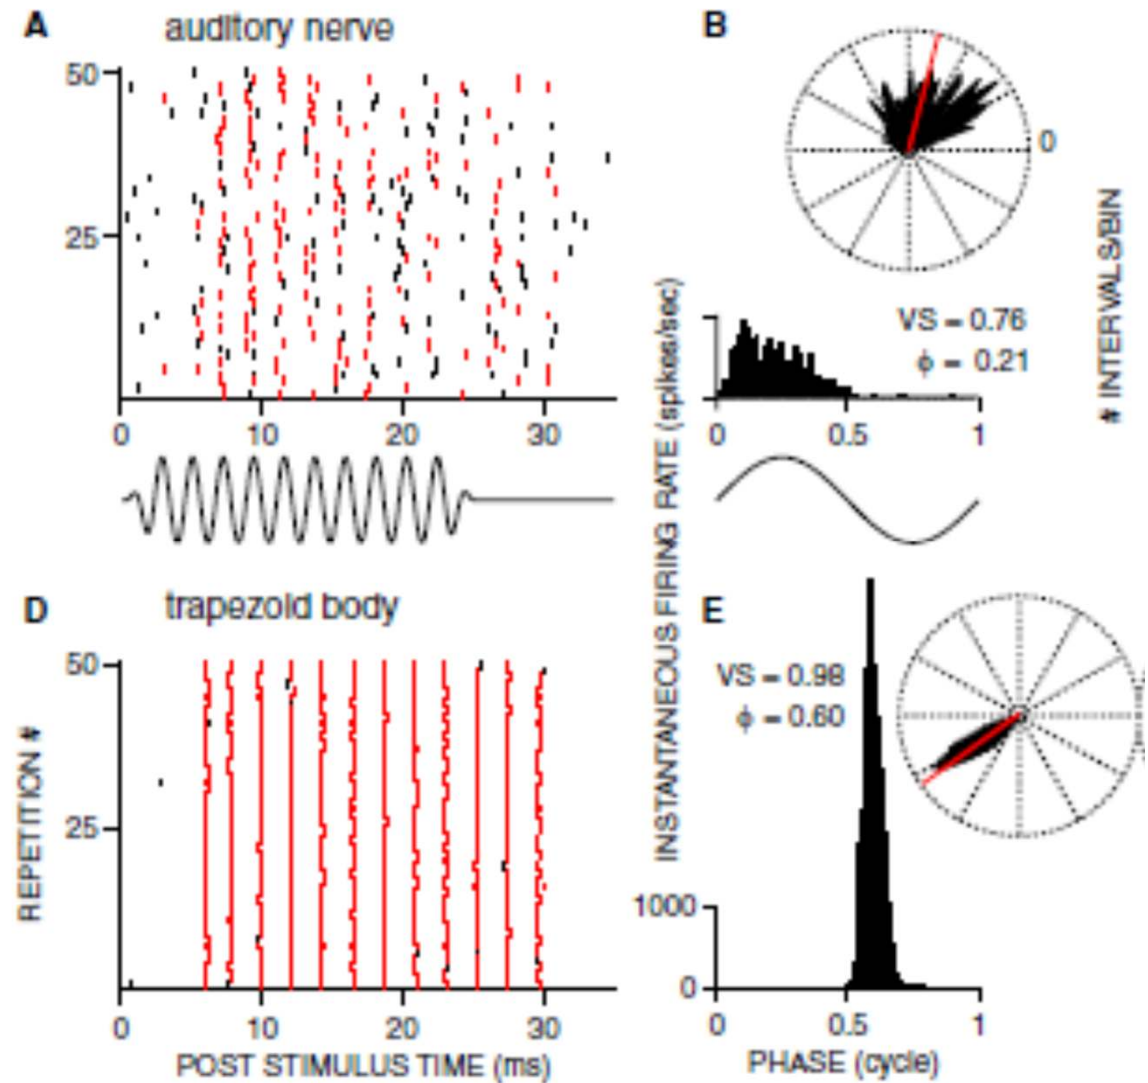 A
auditory nerve
50
25
0
10
20
30
B
0
VS = 0.76
ϕ = 0.21
0
0.5
1
# INTERVALS/BIN
INSTANTANEOUS FIRING RATE (spikes/sec)
D
trapezoid body
50
25
REPETITION #
0
10
20
30
POST STIMULUS TIME (ms)
E
VS = 0.98
ϕ = 0.60
1000
0
0
0.5
1
PHASE (cycle)